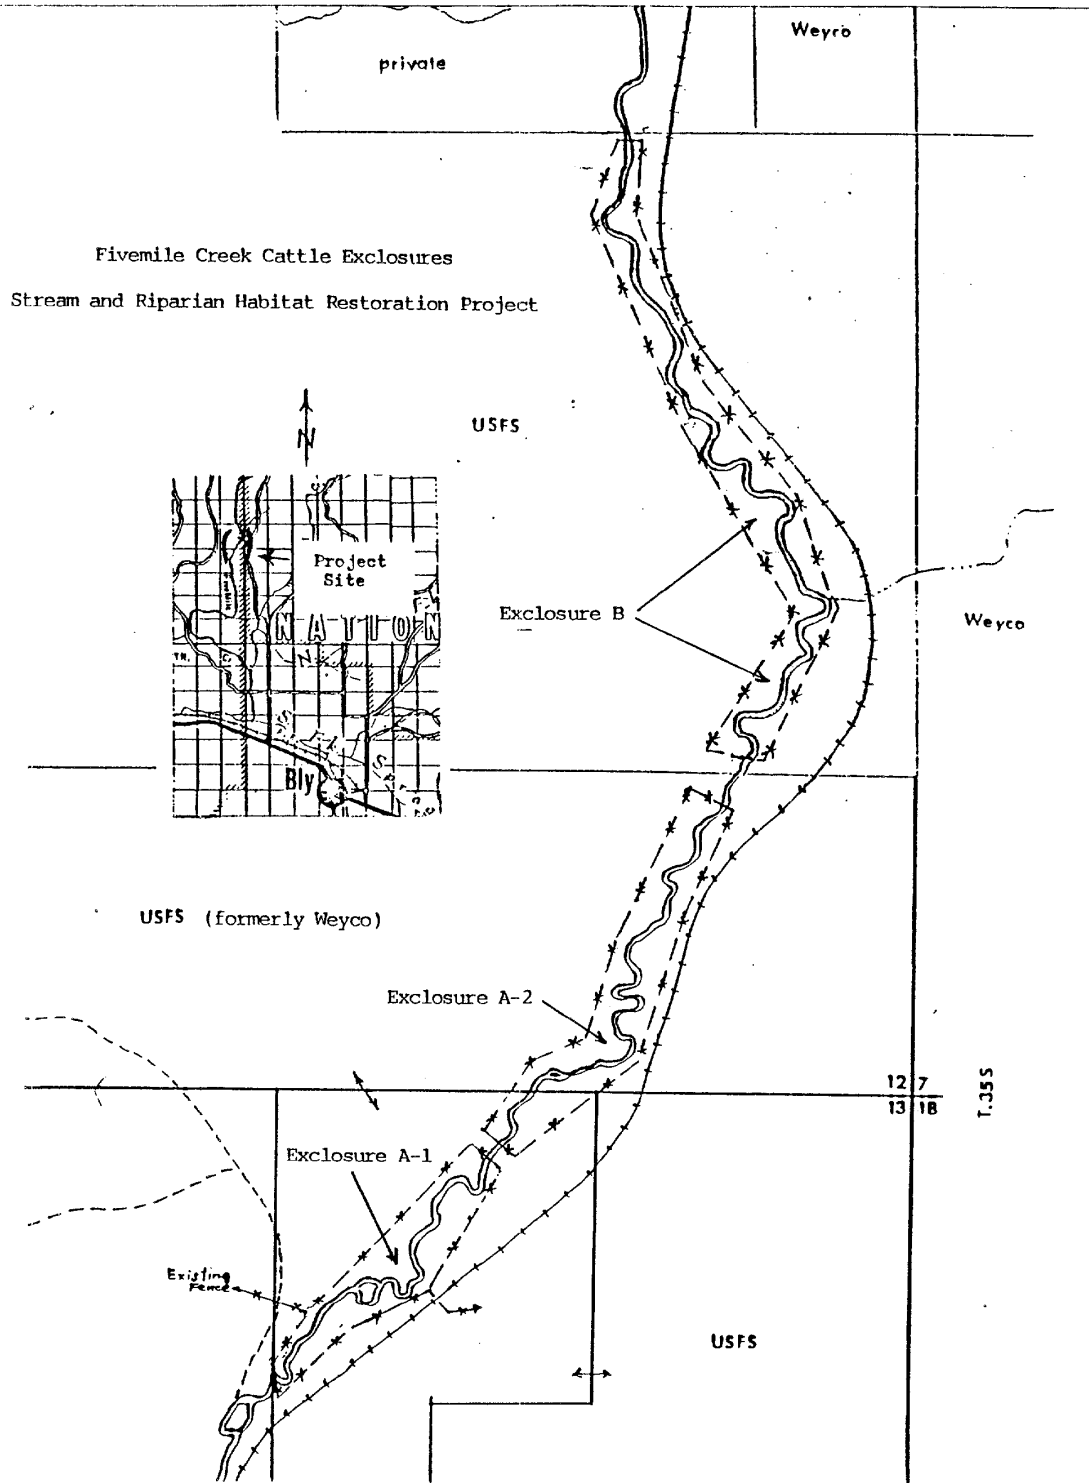 Weyco
private
Fivemile Creek Cattle Exclosures
Stream and Riparian Habitat Restoration Project
N
USFS
Project
Site
NATION
Exclosure B
Weyco
Bly
USFS (formerly Weyco)
Exclosure A-2
12 7
13 18
T.35 S
Exclosure A-1
Existing
Fence
USFS